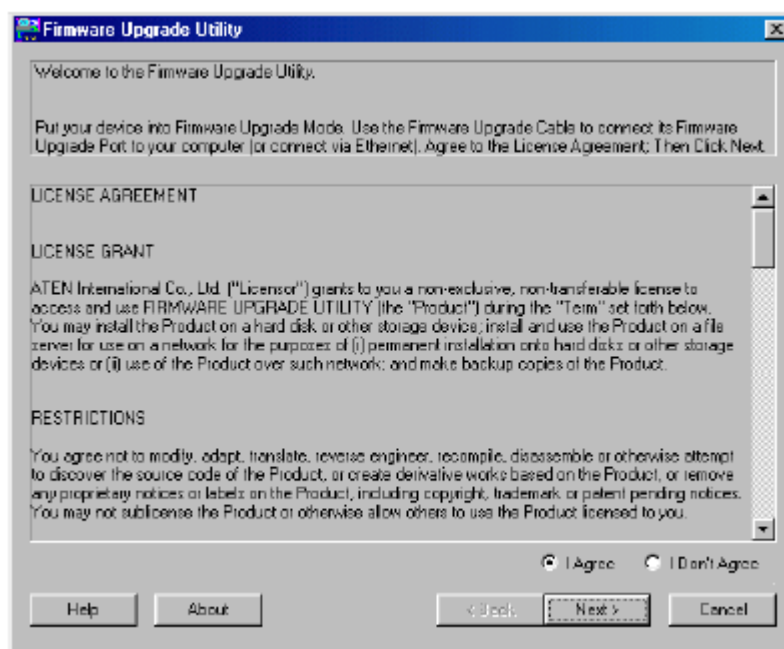 Firmware Upgrade Utility
Welcome to the Firmware Upgrade Utility.
Put your device into Firmware Upgrade Mode. Use the Firmware Upgrade Cable to connect its Firmware
Upgrade Port to your computer (or connect via Ethernet). Agree to the License Agreement; Then Click Next.
LICENSE AGREEMENT
LICENSE GRANT
ATEN International Co., Ltd. ("Licensor") grants to you a non-exclusive, non-transferable license to
access and use FIRMWARE UPGRADE UTILITY (the "Product") during the "Term" set forth below.
You may install the Product on a hard disk or other storage device; install and use the Product on a file
server for use on a network for the purposes of (i) permanent installation onto hard disks or other storage
devices or (ii) use of the Product over such network; and make backup copies of the Product.
RESTRICTIONS
You agree not to modify, adapt, translate, reverse engineer, recompile, disassemble or otherwise attempt
to discover the source code of the Product, or create derivative works based on the Product, or remove
any proprietary notices or labels on the Product, including copyright, trademark or patent pending notices.
You may not sublicense the Product or otherwise allow others to use the Product licensed to you.
I Agree I Don't Agree
Help About < Back Next > Cancel